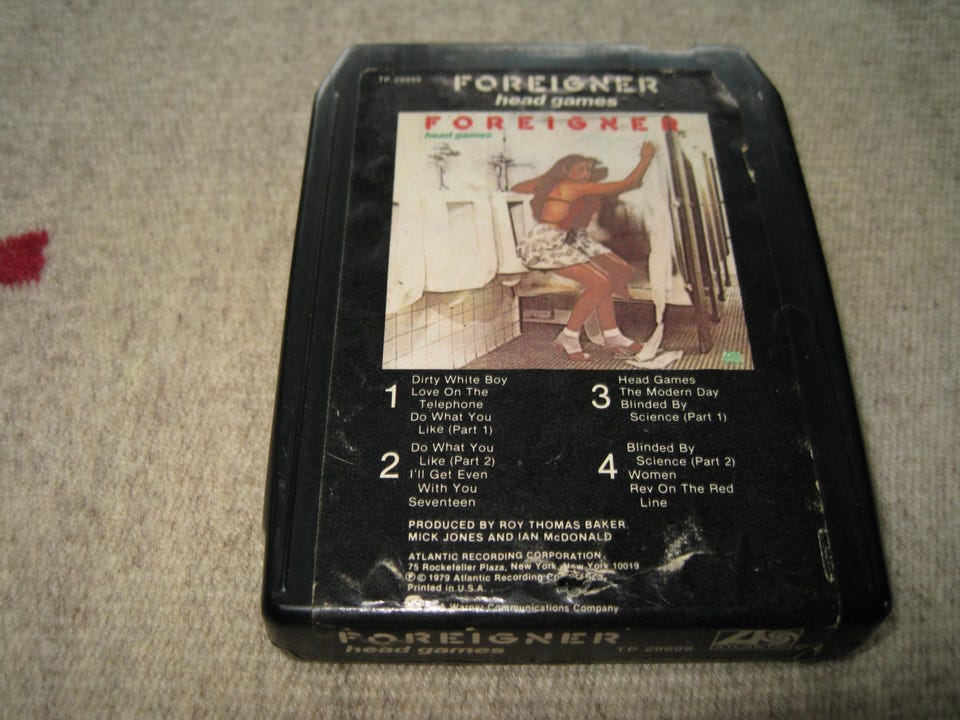 TP 29999
FOREIGNER
head games
FOREIGNER
head games
1
Dirty White Boy
Love On The
Telephone
Do What You
Like (Part 1)
2
Do What You
Like (Part 2)
I'll Get Even
With You
Seventeen
3
Head Games
The Modern Day
Blinded By
Science (Part 1)
4
Blinded By
Science (Part 2)
Women
Rev On The Red
Line
PRODUCED BY ROY THOMAS BAKER,
MICK JONES AND IAN McDONALD
ATLANTIC RECORDING CORPORATION
75 Rockefeller Plaza, New York, New York 10019
℗ © 1979 Atlantic Recording
Printed in U.S.A.
Warner Communications Company
FOREIGNER
head games
TP 29999